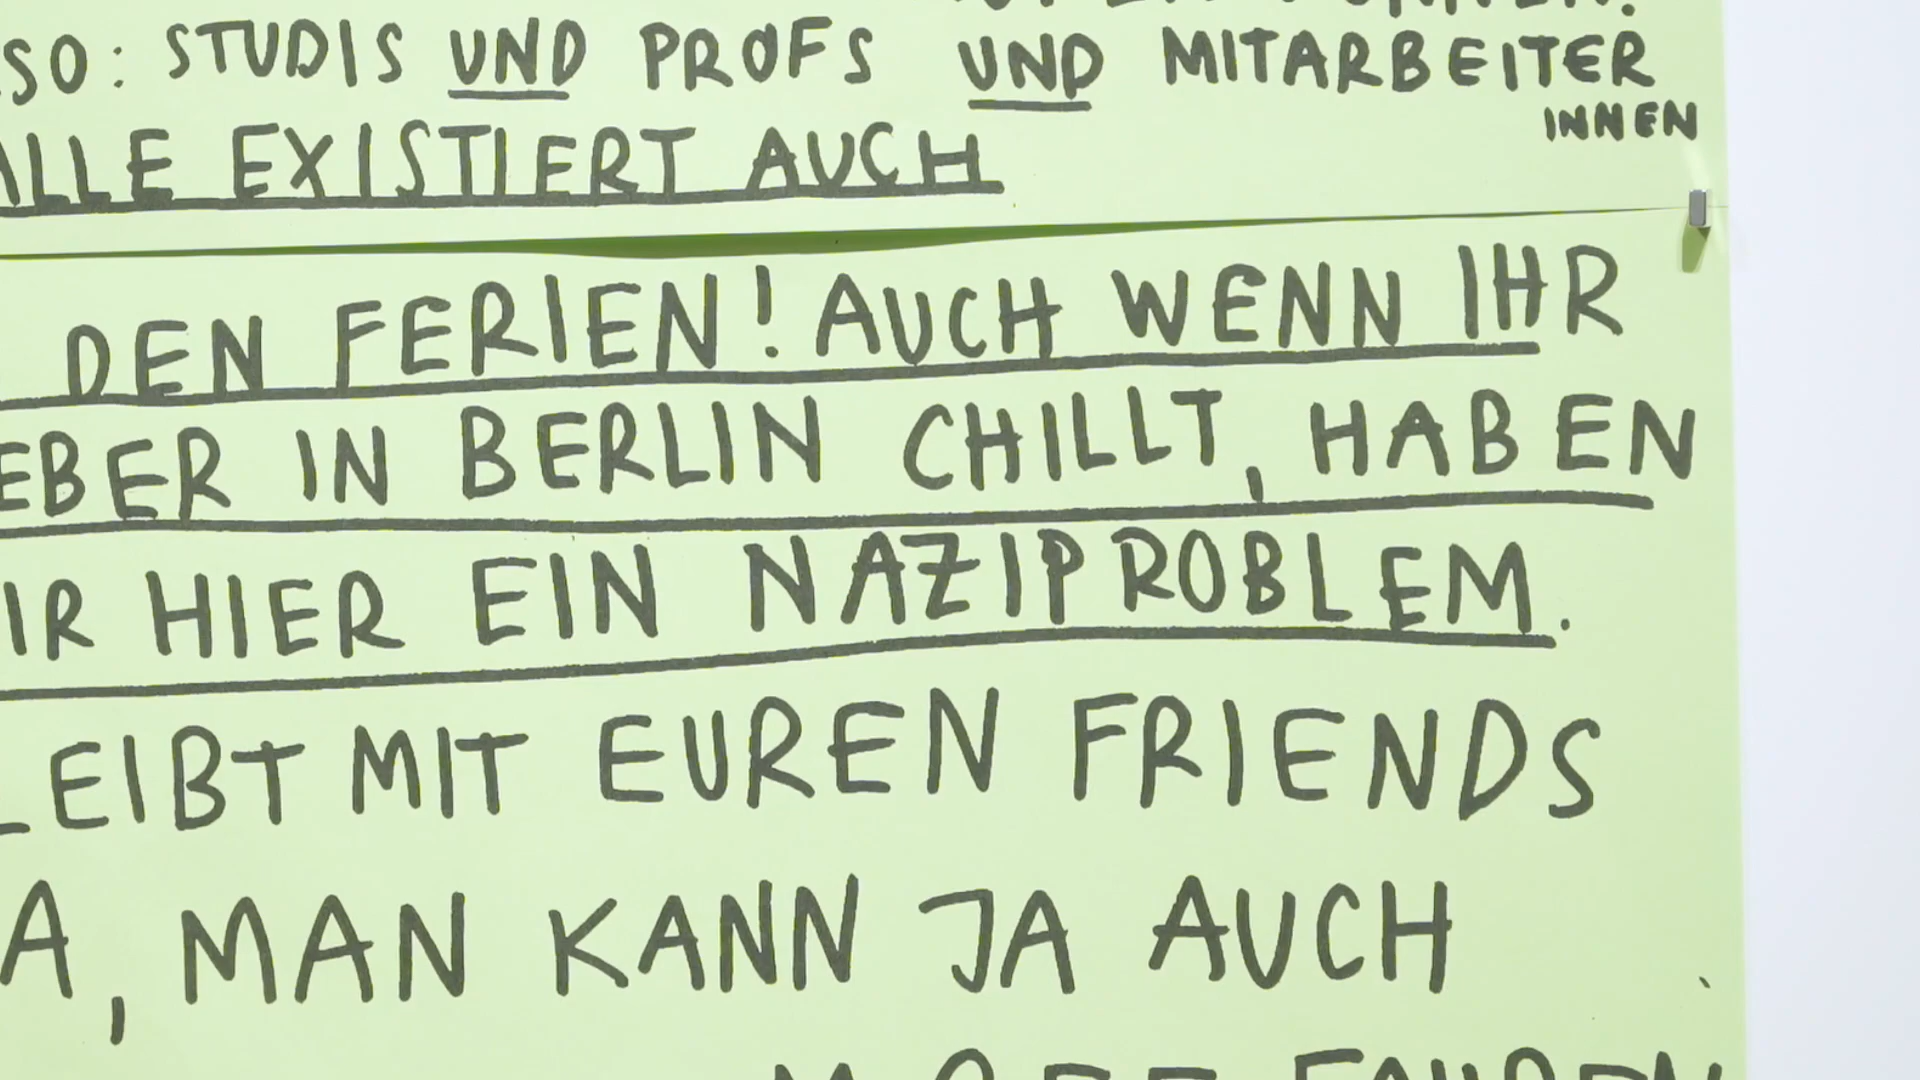 SO: STUDIS UND PROFS UND MITARBEITER
INNEN
ALLE EXISTIERT AUCH
DEN FERIEN! AUCH WENN IHR
EBER IN BERLIN CHILLT, HABEN
IR HIER EIN NAZIPROBLEM.
LEIBT MIT EUREN FRIENDS
A, MAN KANN JA AUCH
FAHREN